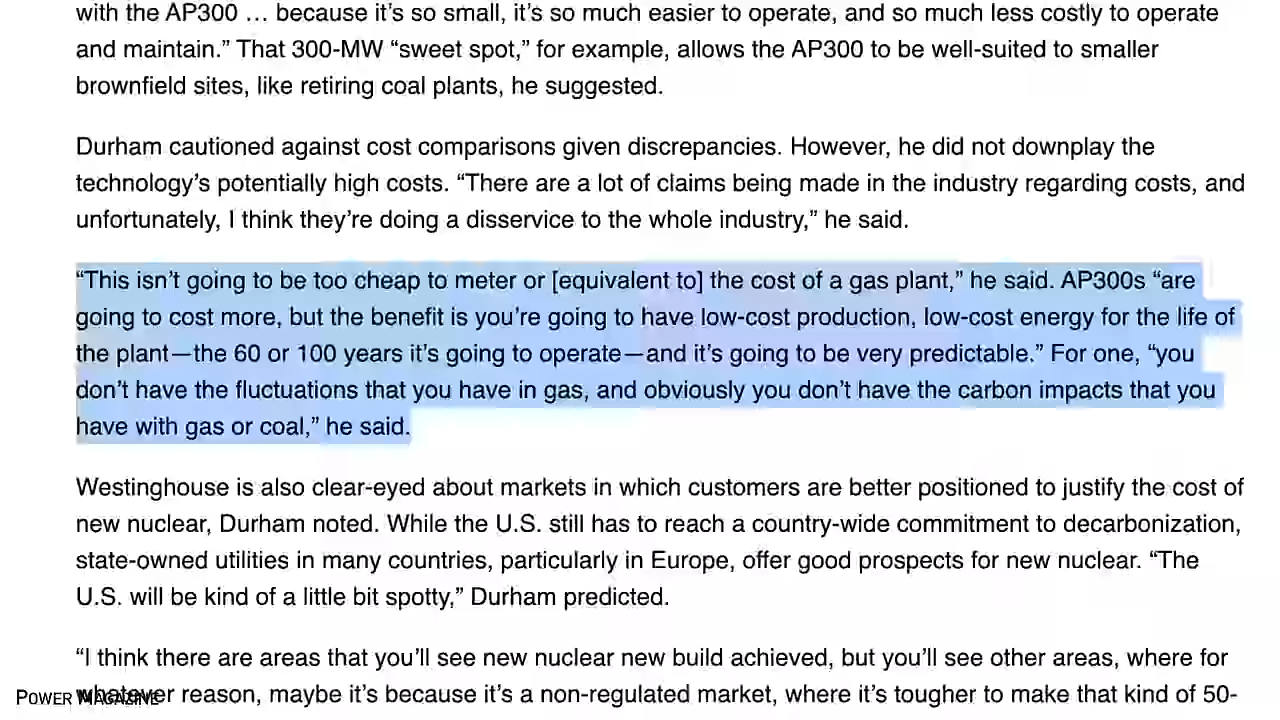 with the AP300 … because it’s so small, it’s so much easier to operate, and so much less costly to operate
and maintain.” That 300-MW “sweet spot,” for example, allows the AP300 to be well-suited to smaller
brownfield sites, like retiring coal plants, he suggested.
Durham cautioned against cost comparisons given discrepancies. However, he did not downplay the
technology’s potentially high costs. “There are a lot of claims being made in the industry regarding costs, and
unfortunately, I think they’re doing a disservice to the whole industry,” he said.
“This isn’t going to be too cheap to meter or [equivalent to] the cost of a gas plant,” he said. AP300s “are
going to cost more, but the benefit is you’re going to have low-cost production, low-cost energy for the life of
the plant—the 60 or 100 years it’s going to operate—and it’s going to be very predictable.” For one, “you
don’t have the fluctuations that you have in gas, and obviously you don’t have the carbon impacts that you
have with gas or coal,” he said.
Westinghouse is also clear-eyed about markets in which customers are better positioned to justify the cost of
new nuclear, Durham noted. While the U.S. still has to reach a country-wide commitment to decarbonization,
state-owned utilities in many countries, particularly in Europe, offer good prospects for new nuclear. “The
U.S. will be kind of a little bit spotty,” Durham predicted.
“I think there are areas that you’ll see new nuclear new build achieved, but you’ll see other areas, where for
whatever reason, maybe it’s because it’s a non-regulated market, where it’s tougher to make that kind of 50-
POWER MAGAZINE